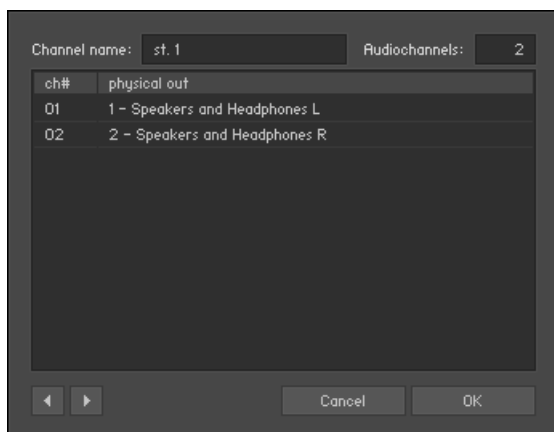 Channel name: st. 1 Audiochannels: 2
ch# physical out
01 1 - Speakers and Headphones L
02 2 - Speakers and Headphones R
Cancel OK